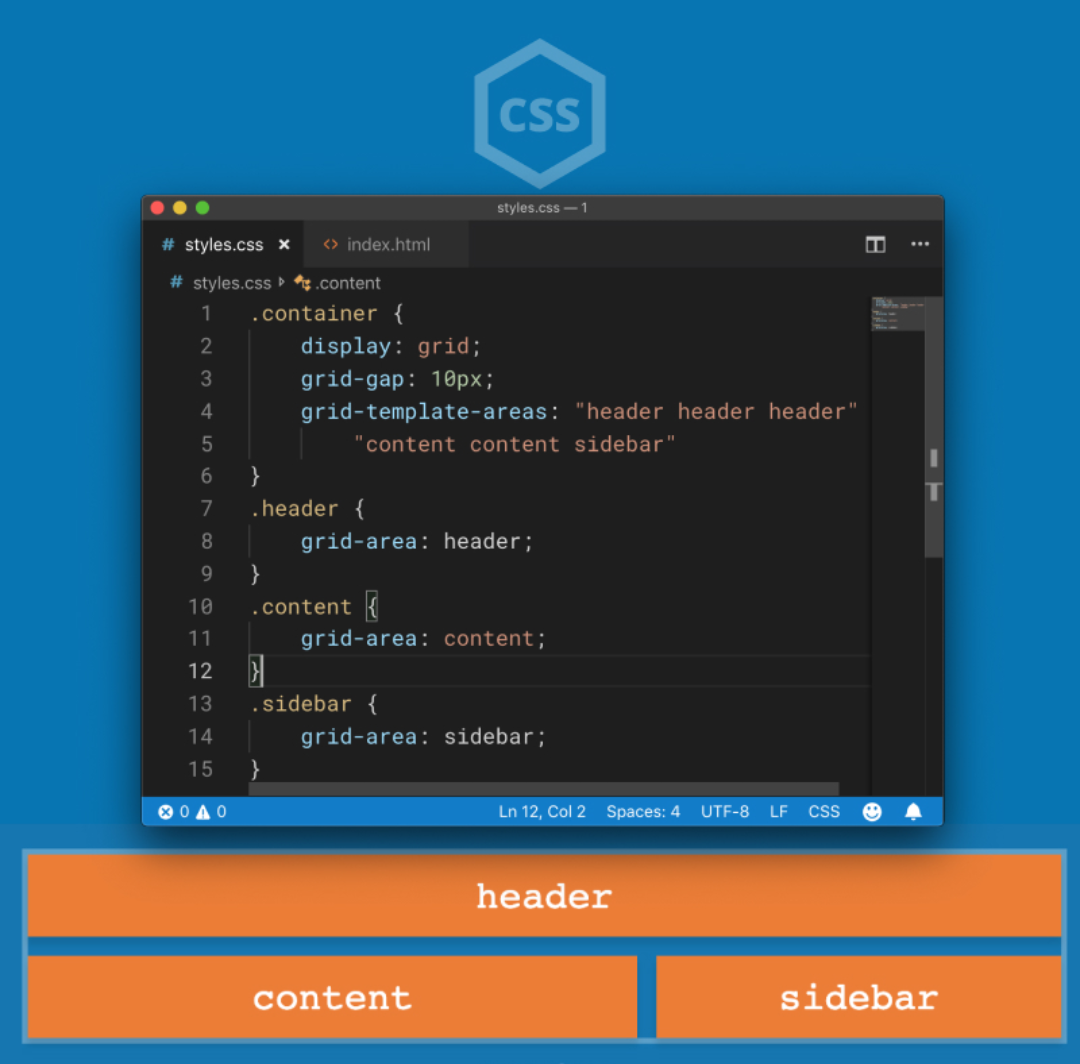 CSS
styles.css — 1
# styles.css × <> index.html ...
# styles.css .content
1 .container {
2 display: grid;
3 grid-gap: 10px;
4 grid-template-areas: "header header header"
5 "content content sidebar"
6 }
7 .header {
8 grid-area: header;
9 }
10 .content {
11 grid-area: content;
12 }
13 .sidebar {
14 grid-area: sidebar;
15 }
0 0 Ln 12, Col 2 Spaces: 4 UTF-8 LF CSS
header
content sidebar